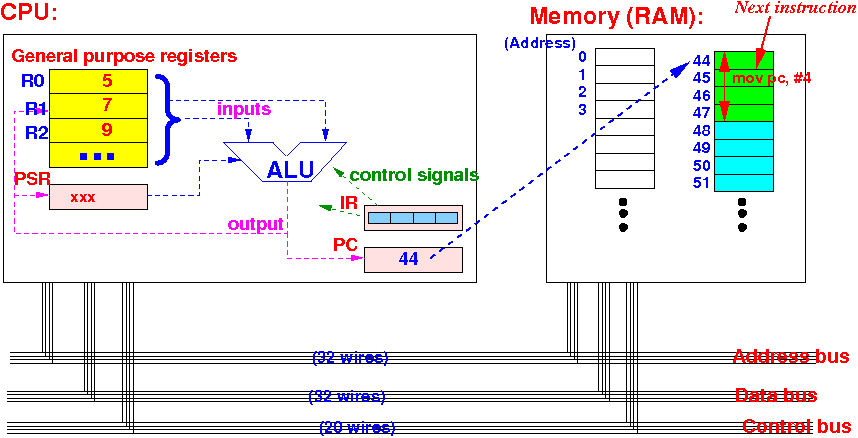 CPU:
Memory (RAM):
Next instruction
(Address)
General purpose registers
R0 5
R1 7
R2 9
PSR
xxx
inputs
ALU
control signals
output
IR
PC
44
0
1
2
3
44
45
46
47
48
49
50
51
mov pc, #4
(32 wires)
Address bus
(32 wires)
Data bus
(20 wires)
Control bus